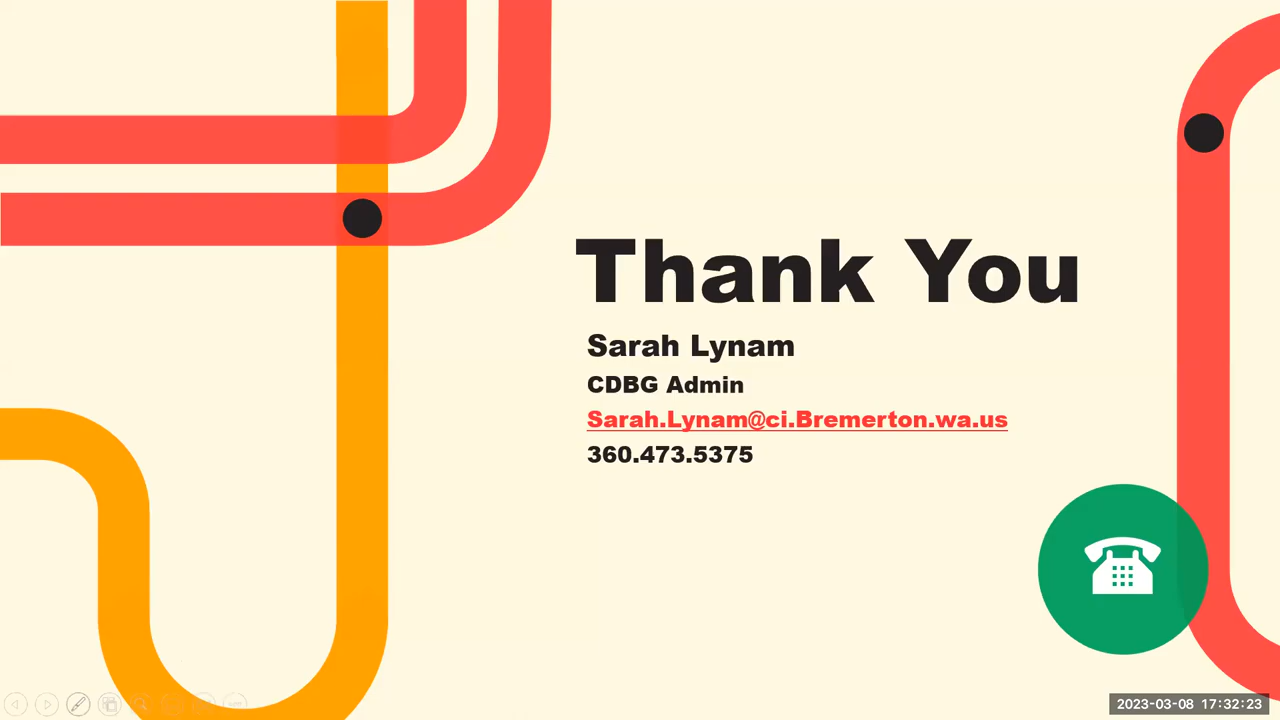 Thank You
Sarah Lynam
CDBG Admin
Sarah.Lynam@ci.Bremerton.wa.us
360.473.5375
2023-03-08 17:32:23